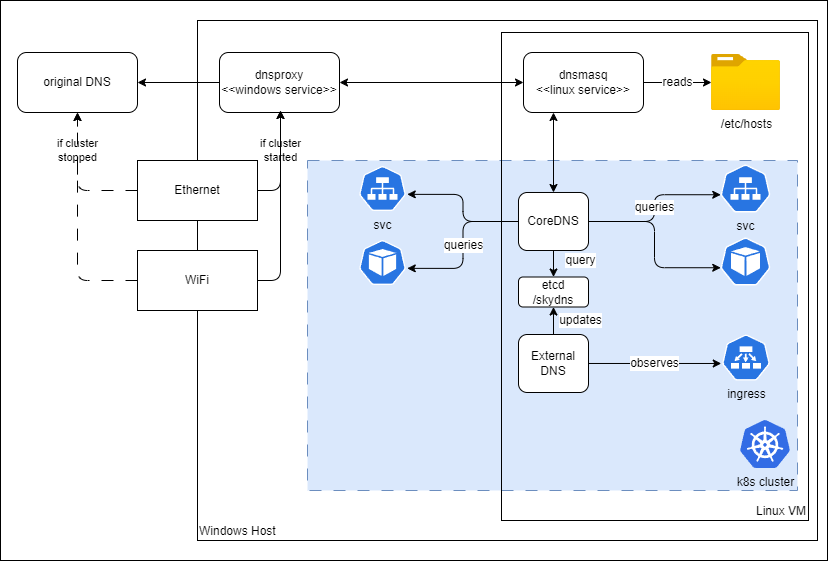 original DNS
dnsproxy
<<windows service>>
dnsmasq
<<linux service>>
reads
/etc/hosts
if cluster
stopped
if cluster
started
Ethernet
WiFi
svc
queries
CoreDNS
queries
svc
query
etcd
/skydns
updates
External
DNS
observes
ingress
k8s cluster
Linux VM
Windows Host